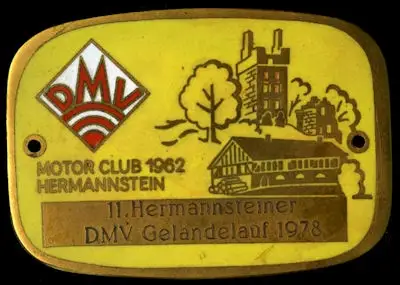 DMV
MOTOR CLUB 1962
HERMANNSTEIN
11. Hermannsteiner
DMV Geländelauf 1978